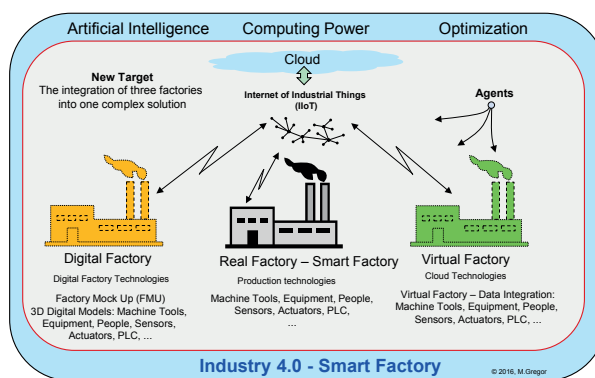 Artificial Intelligence
Computing Power
Optimization
Cloud
New Target
The integration of three factories
into one complex solution
Internet of Industrial Things
(IIoT)
Agents
Digital Factory
Digital Factory Technologies
Factory Mock Up (FMU)
3D Digital Models: Machine Tools,
Equipment, People, Sensors,
Actuators, PLC, ...
Real Factory – Smart Factory
Production technologies
Machine Tools, Equipment, People,
Sensors, Actuators, PLC,
...
Virtual Factory
Cloud Technologies
Virtual Factory – Data Integration:
Machine Tools, Equipment, People,
Sensors, Actuators, PLC, ...
Industry 4.0 - Smart Factory
© 2016, M.Gregor